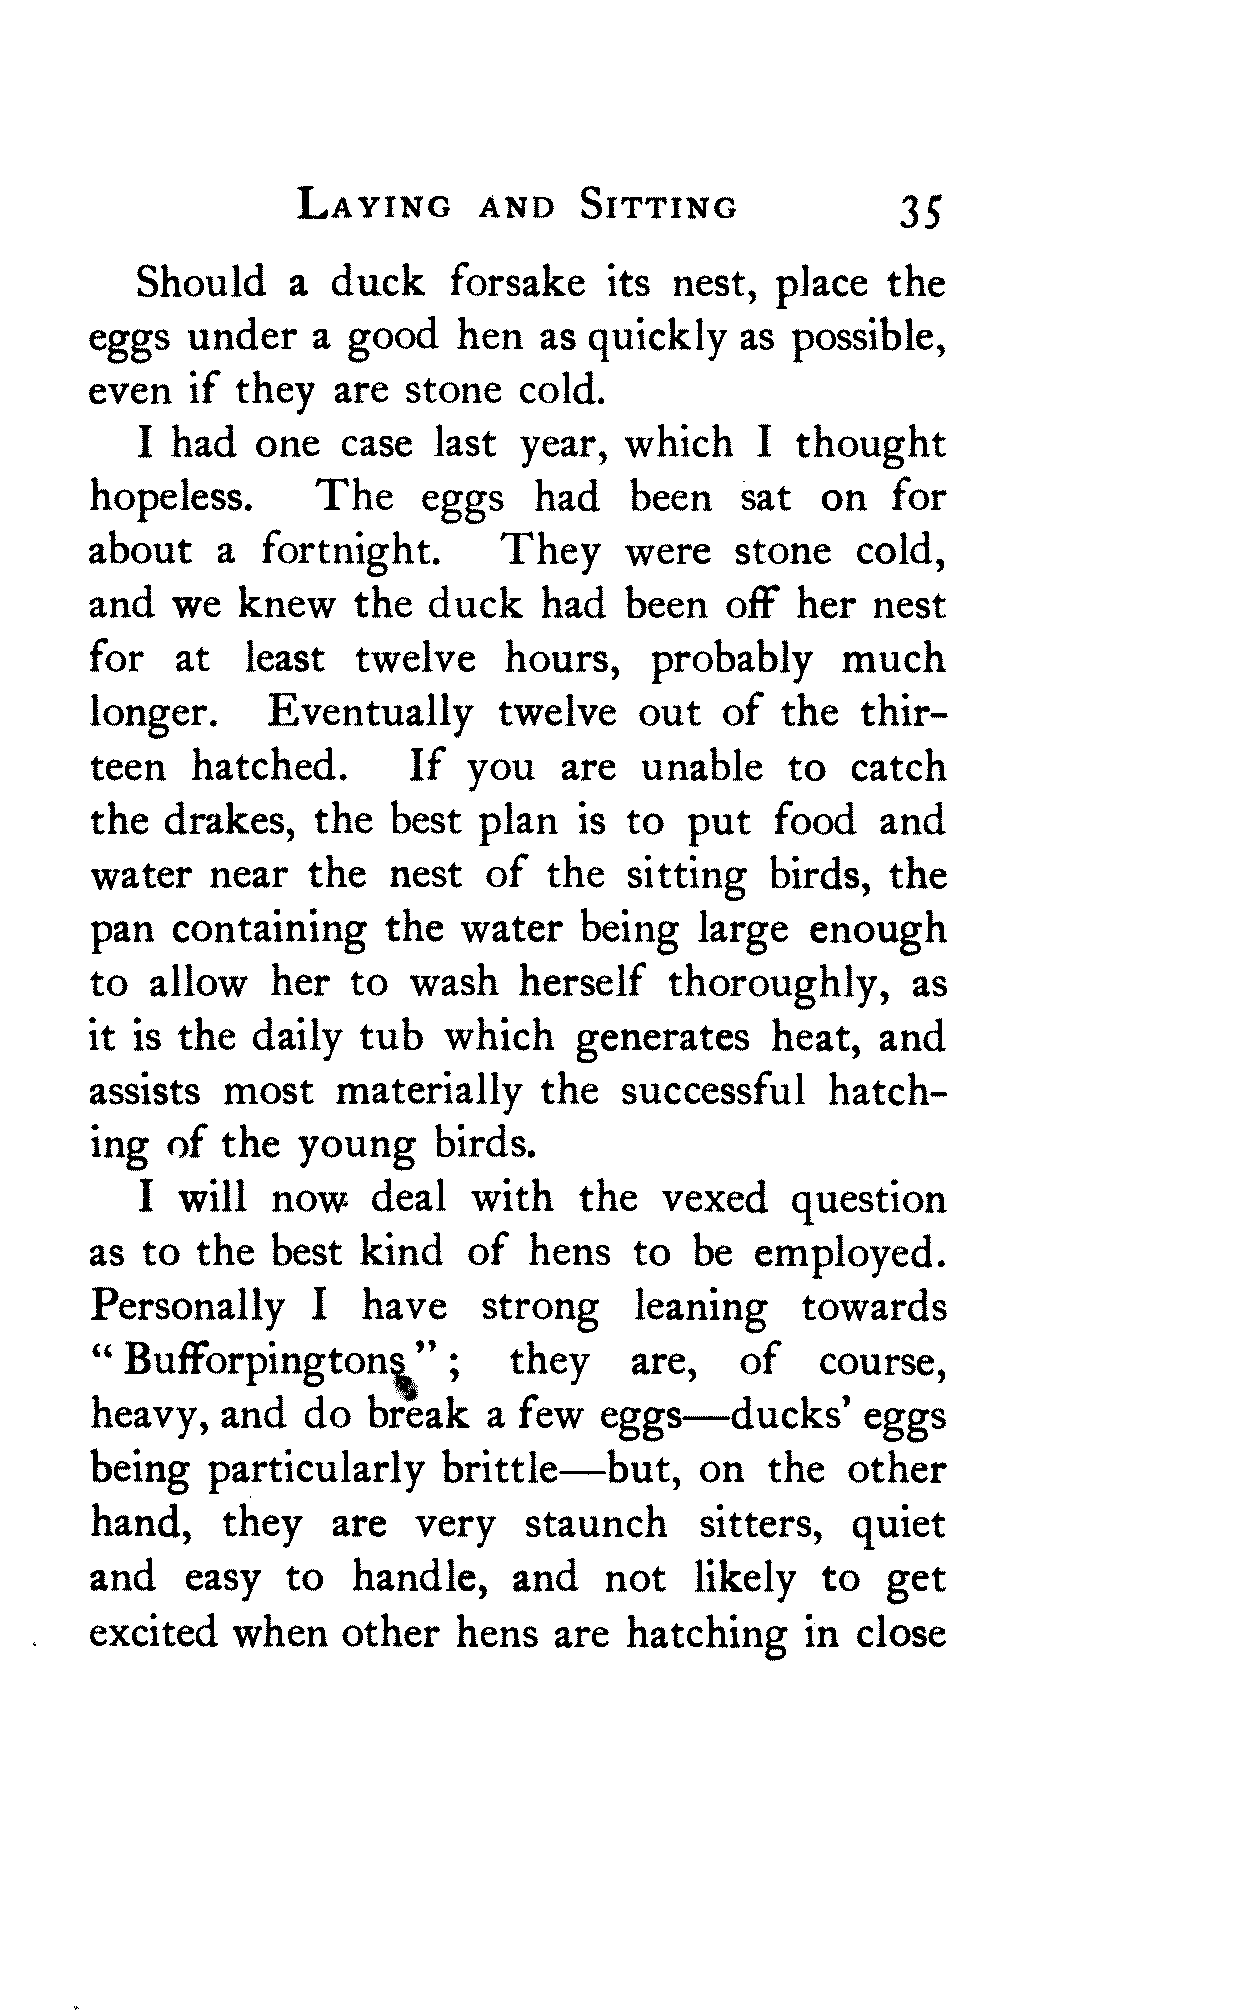 Laying and Sitting 35
Should a duck forsake its nest, place the
eggs under a good hen as quickly as possible,
even if they are stone cold.
I had one case last year, which I thought
hopeless. The eggs had been sat on for
about a fortnight. They were stone cold,
and we knew the duck had been off her nest
for at least twelve hours, probably much
longer. Eventually twelve out of the thir-
teen hatched. If you are unable to catch
the drakes, the best plan is to put food and
water near the nest of the sitting birds, the
pan containing the water being large enough
to allow her to wash herself thoroughly, as
it is the daily tub which generates heat, and
assists most materially the successful hatch-
ing of the young birds.
I will now deal with the vexed question
as to the best kind of hens to be employed.
Personally I have strong leaning towards
“Bufforpingtons”; they are, of course,
heavy, and do break a few eggs—ducks’ eggs
being particularly brittle—but, on the other
hand, they are very staunch sitters, quiet
and easy to handle, and not likely to get
excited when other hens are hatching in close